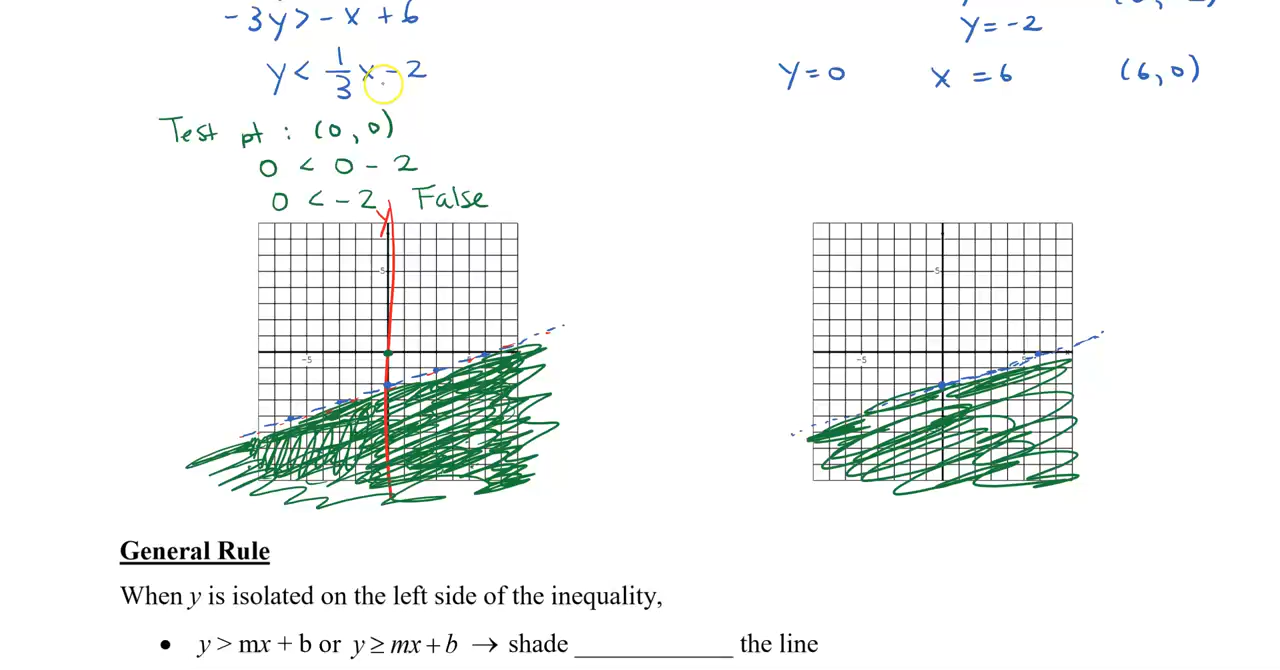 -3y > -x + 6
y < 1/3 x - 2
Test pt : (0, 0)
0 < 0 - 2
0 < -2 False
y
5
-5
y = -2
y = 0 x = 6 (6, 0)
5
-5
General Rule
When y is isolated on the left side of the inequality,
• y > mx + b or y ≥ mx + b → shade _____________ the line